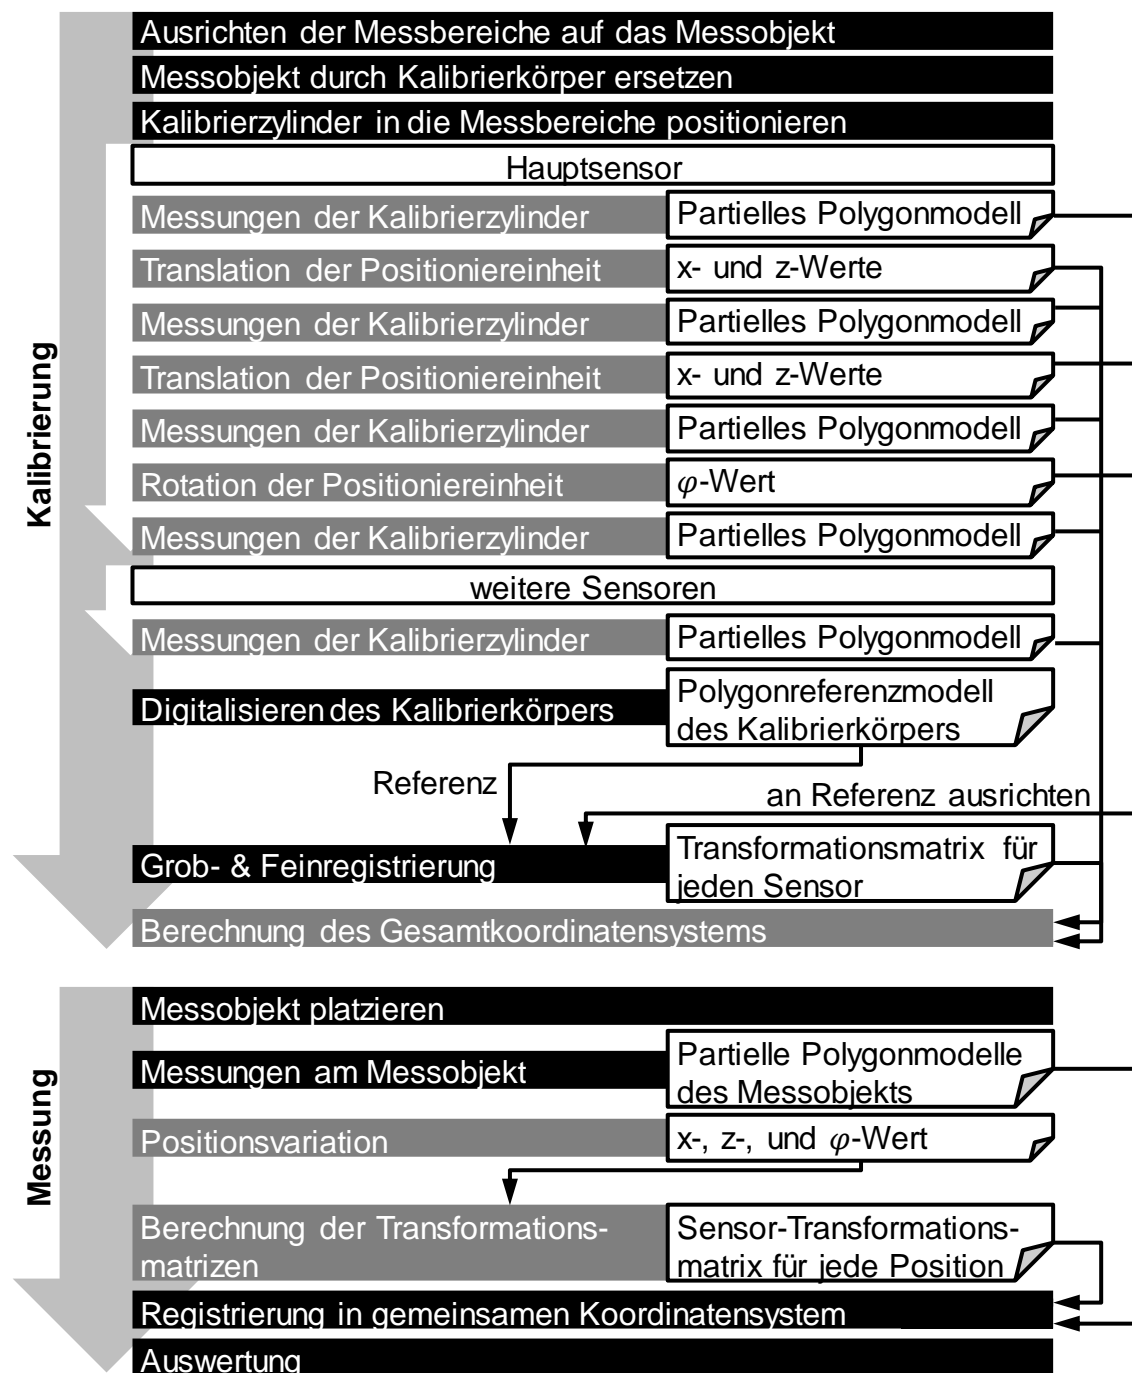 Ausrichten der Messbereiche auf das Messobjekt
Messobjekt durch Kalibrierkörper ersetzen
Kalibrierzylinder in die Messbereiche positionieren
Hauptsensor
Messungen der Kalibrierzylinder
Partielles Polygonmodell
Translation der Positioniereinheit
x- und z-Werte
Messungen der Kalibrierzylinder
Partielles Polygonmodell
Translation der Positioniereinheit
x- und z-Werte
Messungen der Kalibrierzylinder
Partielles Polygonmodell
Rotation der Positioniereinheit
φ-Wert
Messungen der Kalibrierzylinder
Partielles Polygonmodell
weitere Sensoren
Messungen der Kalibrierzylinder
Partielles Polygonmodell
Digitalisieren des Kalibrierkörpers
Polygonreferenzmodell
des Kalibrierkörpers
Referenz
an Referenz ausrichten
Grob- & Feinregistrierung
Transformationsmatrix für
jeden Sensor
Berechnung des Gesamtkoordinatensystems
Kalibrierung
Messobjekt platzieren
Messungen am Messobjekt
Partielle Polygonmodelle
des Messobjekts
Positionsvariation
x-, z-, und φ-Wert
Berechnung der Transformations-
matrizen
Sensor-Transformations-
matrix für jede Position
Registrierung in gemeinsamen Koordinatensystem
Auswertung
Messung